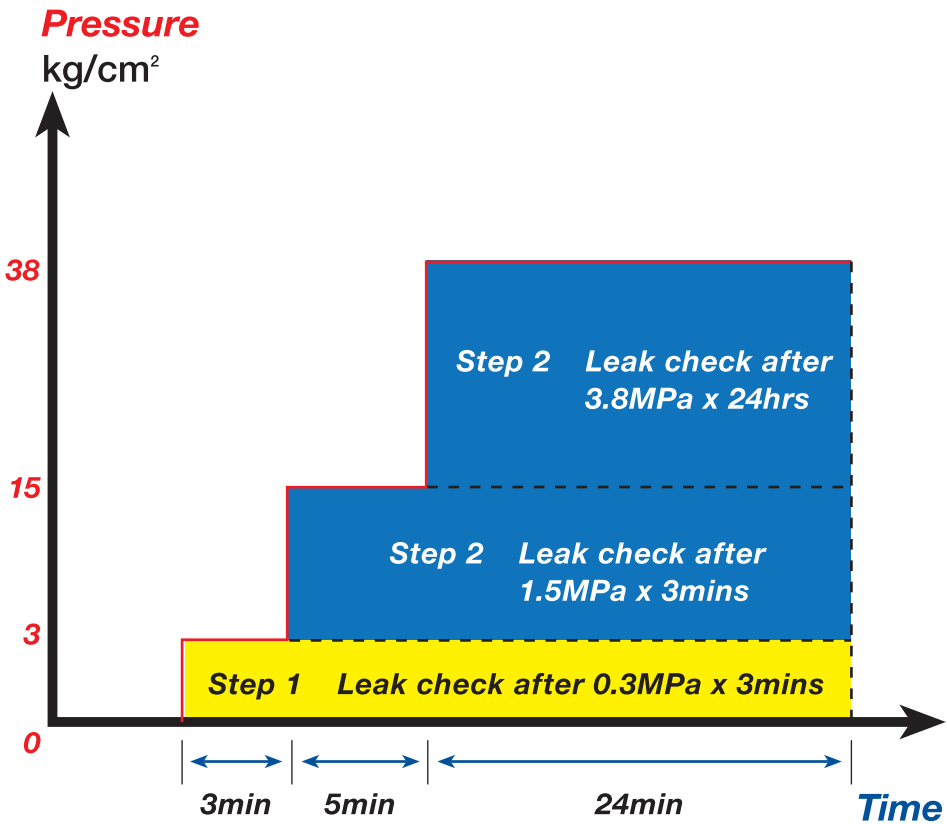 Pressure
kg/cm²
38
Step 2 Leak check after
3.8MPa x 24hrs
15
Step 2 Leak check after
1.5MPa x 3mins
3
Step 1 Leak check after 0.3MPa x 3mins
0
3min 5min 24min Time